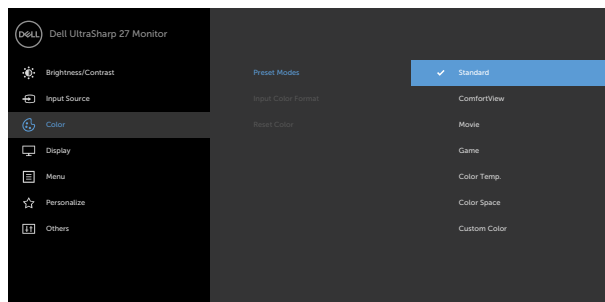 DELL Dell UltraSharp 27 Monitor
Brightness/Contrast Preset Modes Standard
Input Source Input Color Format ComfortView
Color Reset Color Movie
Display Game
Menu Color Temp.
Personalize Color Space
Others Custom Color